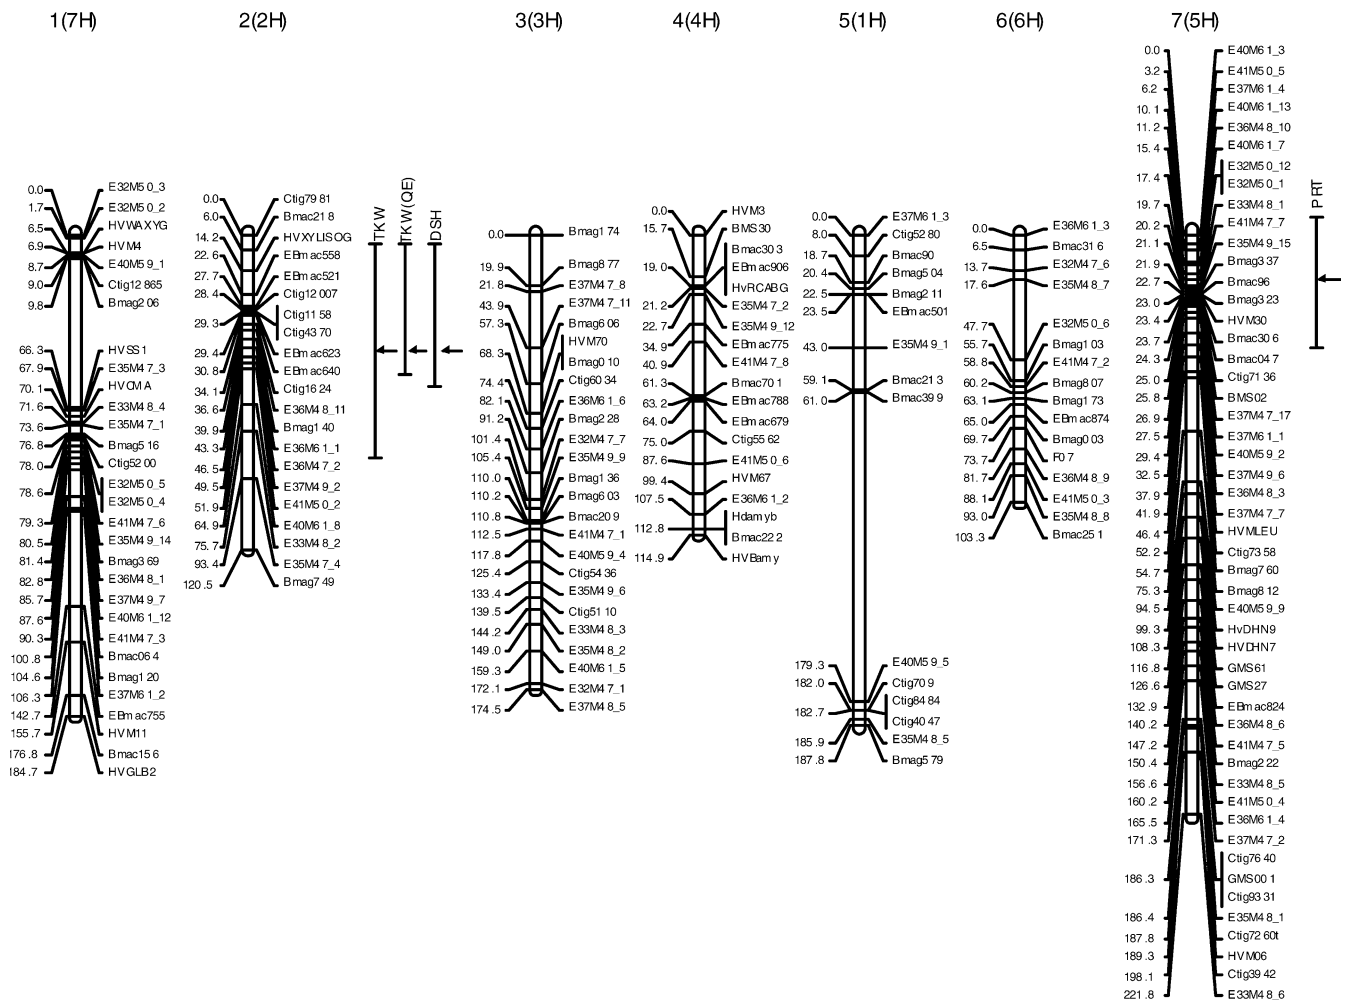 1(7H)
2(2H)
3(3H)
4(4H)
5(1H)
6(6H)
7(5H)
0.0 E32M50_3
1.7 E32M50_2
6.5 HVWAXYG
6.9 HVM4
8.7 E40M59_1
9.0 Ctig12865
9.8 Bmag206
66.3 HVSS1
67.9 E35M47_3
70.1 HVCMA
71.6 E33M48_4
73.6 E35M47_1
76.8 Bmag516
78.0 Ctig5200
78.6 E32M50_5
E32M50_4
79.3 E41M47_6
80.5 E35M49_14
81.4 Bmag369
82.8 E36M48_1
85.7 E37M49_7
87.6 E40M61_12
90.3 E41M47_3
100.8 Bmac064
104.6 Bmag120
106.3 E37M61_2
142.7 EBmac755
155.7 HVM11
176.8 Bmac156
184.7 HVGLB2
0.0 Ctig7981
6.0 Bmac218
14.2 HVXYLISOG
22.6 EBmac558
27.7 EBmac521
28.4 Ctig12007
29.3 Ctig1158
Ctig4370
29.4 EBmac623
30.8 EBmac640
34.1 Ctig1624
36.6 E36M48_11
39.9 Bmag140
43.3 E36M61_1
46.5 E36M47_2
49.5 E37M49_2
51.9 E41M50_2
64.9 E40M61_8
75.7 E33M48_2
93.4 E35M47_4
120.5 Bmag749
TKW
TKW(QE)
DSH
0.0 Bmag174
19.9 Bmag877
21.8 E37M47_8
43.9 E37M47_11
57.3 Bmag606
68.3 HVM70
Bmag010
74.4 Ctig6034
82.1 E36M61_6
91.2 Bmag228
101.4 E32M47_7
105.4 E35M49_9
110.0 Bmag136
110.2 Bmag603
110.8 Bmac209
112.5 E41M47_1
117.8 E40M59_4
125.4 Ctig5436
133.4 E35M49_6
139.5 Ctig5110
144.2 E33M48_3
149.0 E35M48_2
159.3 E40M61_5
172.1 E32M47_1
174.5 E37M48_5
0.0 HVM3
15.7 BMS30
19.0 Bmac303
EBmac906
HvRCABG
21.2 E35M47_2
22.7 E35M49_12
34.9 EBmac775
40.9 E41M47_8
61.3 Bmac701
63.2 EBmac788
64.0 EBmac679
75.0 Ctig5562
87.6 E41M50_6
99.4 HVM67
107.5 E36M61_2
112.8 Hdamyb
Bmac222
114.9 HVBamy
0.0 E37M61_3
8.0 Ctig5280
18.7 Bmac90
20.4 Bmag504
22.5 Bmag211
23.5 EBmac501
43.0 E35M49_1
59.1 Bmac213
61.0 Bmac399
179.3 E40M59_5
182.0 Ctig709
182.7 Ctig8484
Ctig4047
185.9 E35M48_5
187.8 Bmag579
0.0 E36M61_3
6.5 Bmac316
13.7 E32M47_6
17.6 E35M48_7
47.7 E32M50_6
55.7 Bmag103
58.8 E41M47_2
60.2 Bmag807
63.1 Bmag173
65.0 EBmac874
69.7 Bmag003
73.7 F07
81.7 E36M48_9
88.1 E41M50_3
93.0 E35M48_8
103.3 Bmac251
0.0 E40M61_3
3.2 E41M50_5
6.2 E37M61_4
10.1 E40M61_13
11.2 E36M48_10
15.4 E40M61_7
17.4 E32M50_12
E32M50_1
19.7 E33M48_1
20.2 E41M47_7
21.1 E35M49_15
21.9 Bmag337
22.7 Bmac96
23.0 Bmag323
23.4 HVM30
23.7 Bmac306
24.3 Bmac047
25.0 Ctig7136
25.8 BMS02
26.9 E37M47_17
27.5 E37M61_1
29.4 E40M59_2
32.5 E37M49_6
37.9 E36M48_3
41.9 E37M47_7
46.4 HVMLEU
52.2 Ctig7358
54.7 Bmag760
75.3 Bmag812
94.5 E40M59_9
99.3 HvDHN9
108.3 HVDHN7
116.8 GMS61
126.6 GMS27
132.9 EBmac824
140.2 E36M48_6
147.2 E41M47_5
150.4 Bmag222
156.6 E33M48_5
160.2 E41M50_4
165.5 E36M61_4
171.3 E37M47_2
Ctig7640
186.3 GMS001
Ctig9331
186.4 E35M48_1
187.8 Ctig7260t
189.3 HVM06
198.1 Ctig3942
221.8 E33M48_6
PRT